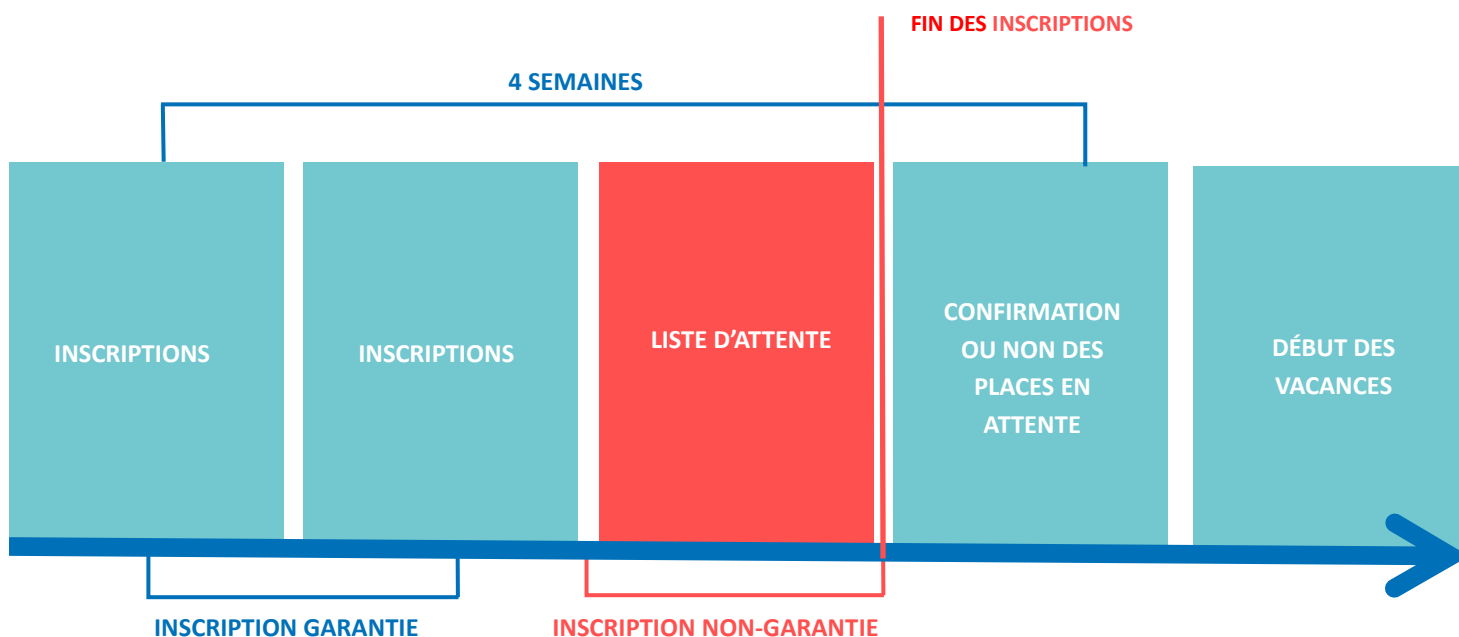 FIN DES INSCRIPTIONS
4 SEMAINES
INSCRIPTIONS
INSCRIPTIONS
LISTE D’ATTENTE
CONFIRMATION
OU NON DES
PLACES EN
ATTENTE
DÉBUT DES
VACANCES
INSCRIPTION GARANTIE
INSCRIPTION NON-GARANTIE